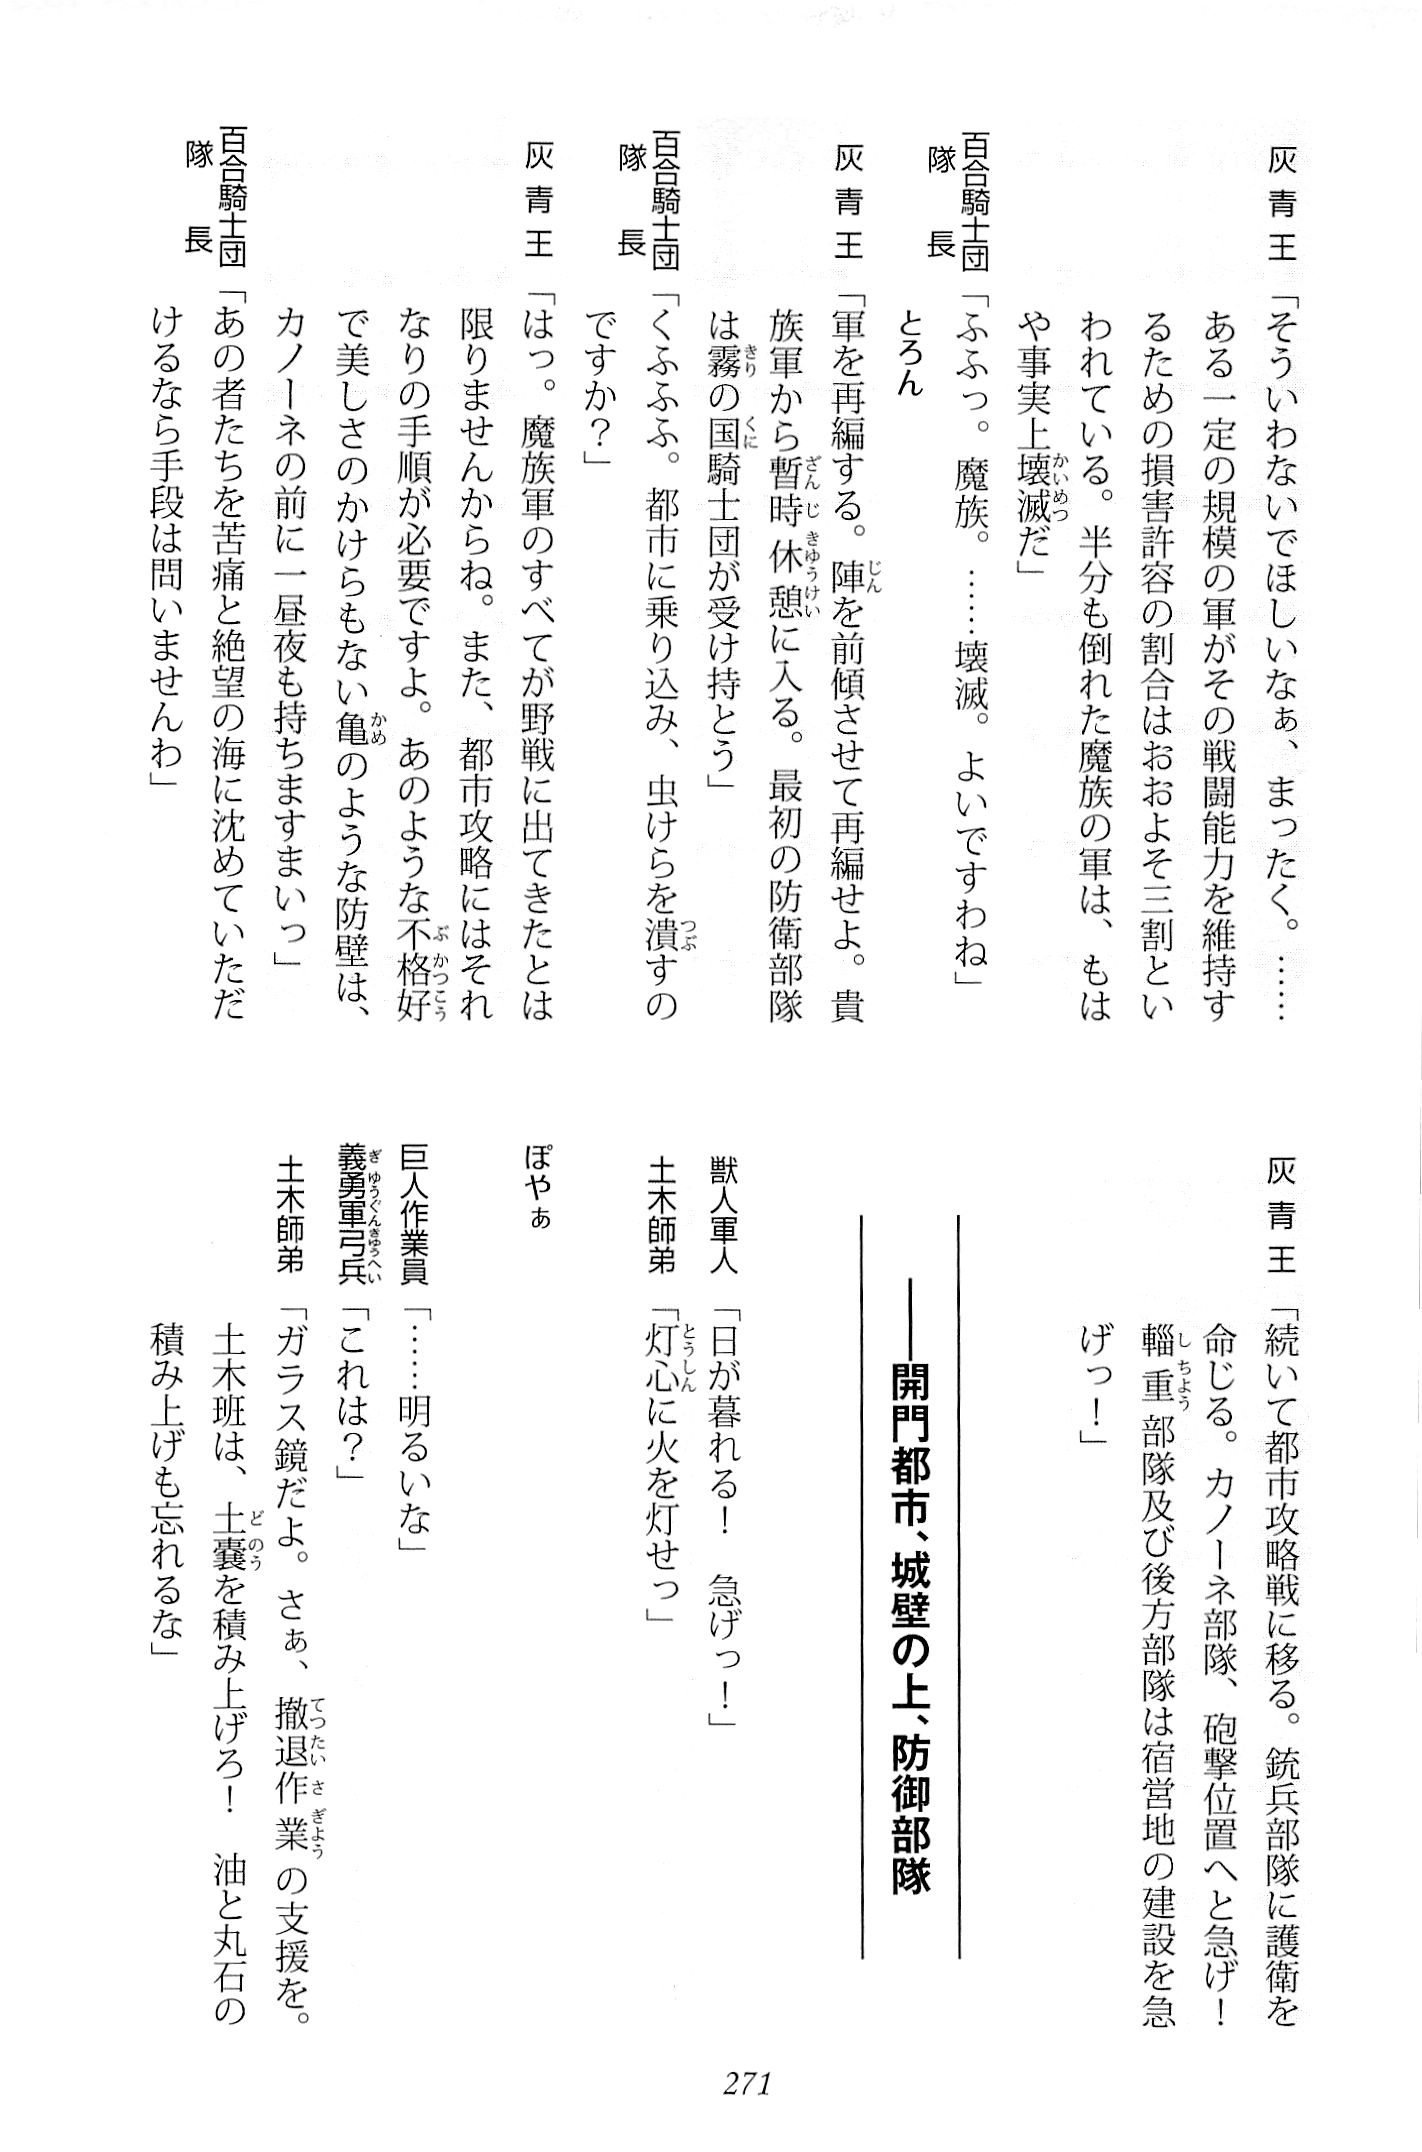 灰青王「そういわないでほしいなぁ、まったく。……
ある一定の規模の軍がその戦闘能力を維持す
るための損害許容の割合はおおよそ三割とい
われている。半分も倒れた魔族の軍は、もは
や事実上壊滅だ」
百合騎士団隊長「ふふっ。魔族。……壊滅。よいですわね」
とろん
灰青王「軍を再編する。陣を前傾させて再編せよ。貴
族軍から暫時休憩に入る。最初の防衛部隊
は霧の国騎士団が受け持とう」
百合騎士団隊長「くふふふ。都市に乗り込み、虫けらを潰すの
ですか？」
灰青王「はっ。魔族軍のすべてが野戦に出てきたとは
限りませんからね。また、都市攻略にはそれ
なりの手順が必要ですよ。あのような不格好
で美しさのかけらもない亀のような防壁は、
カノーネの前に一昼夜も持ちますまいっ」
百合騎士団隊長「あの者たちを苦痛と絶望の海に沈めていただ
けるなら手段は問いませんわ」
灰青王「続いて都市攻略戦に移る。銃兵部隊に護衛を
命じる。カノーネ部隊、砲撃位置へと急げ！
輜重部隊及び後方部隊は宿営地の建設を急
げっ！」
――開門都市、城壁の上、防御部隊
獣人軍人「日が暮れる！　急げっ！」
土木師弟「灯心に火を灯せっ」
ぽやぁ
巨人作業員「……明るいな」
義勇軍弓兵「これは？」
土木師弟「ガラス鏡だよ。さぁ、撤退作業の支援を。
土木班は、土嚢を積み上げろ！　油と丸石の
積み上げも忘れるな」
271